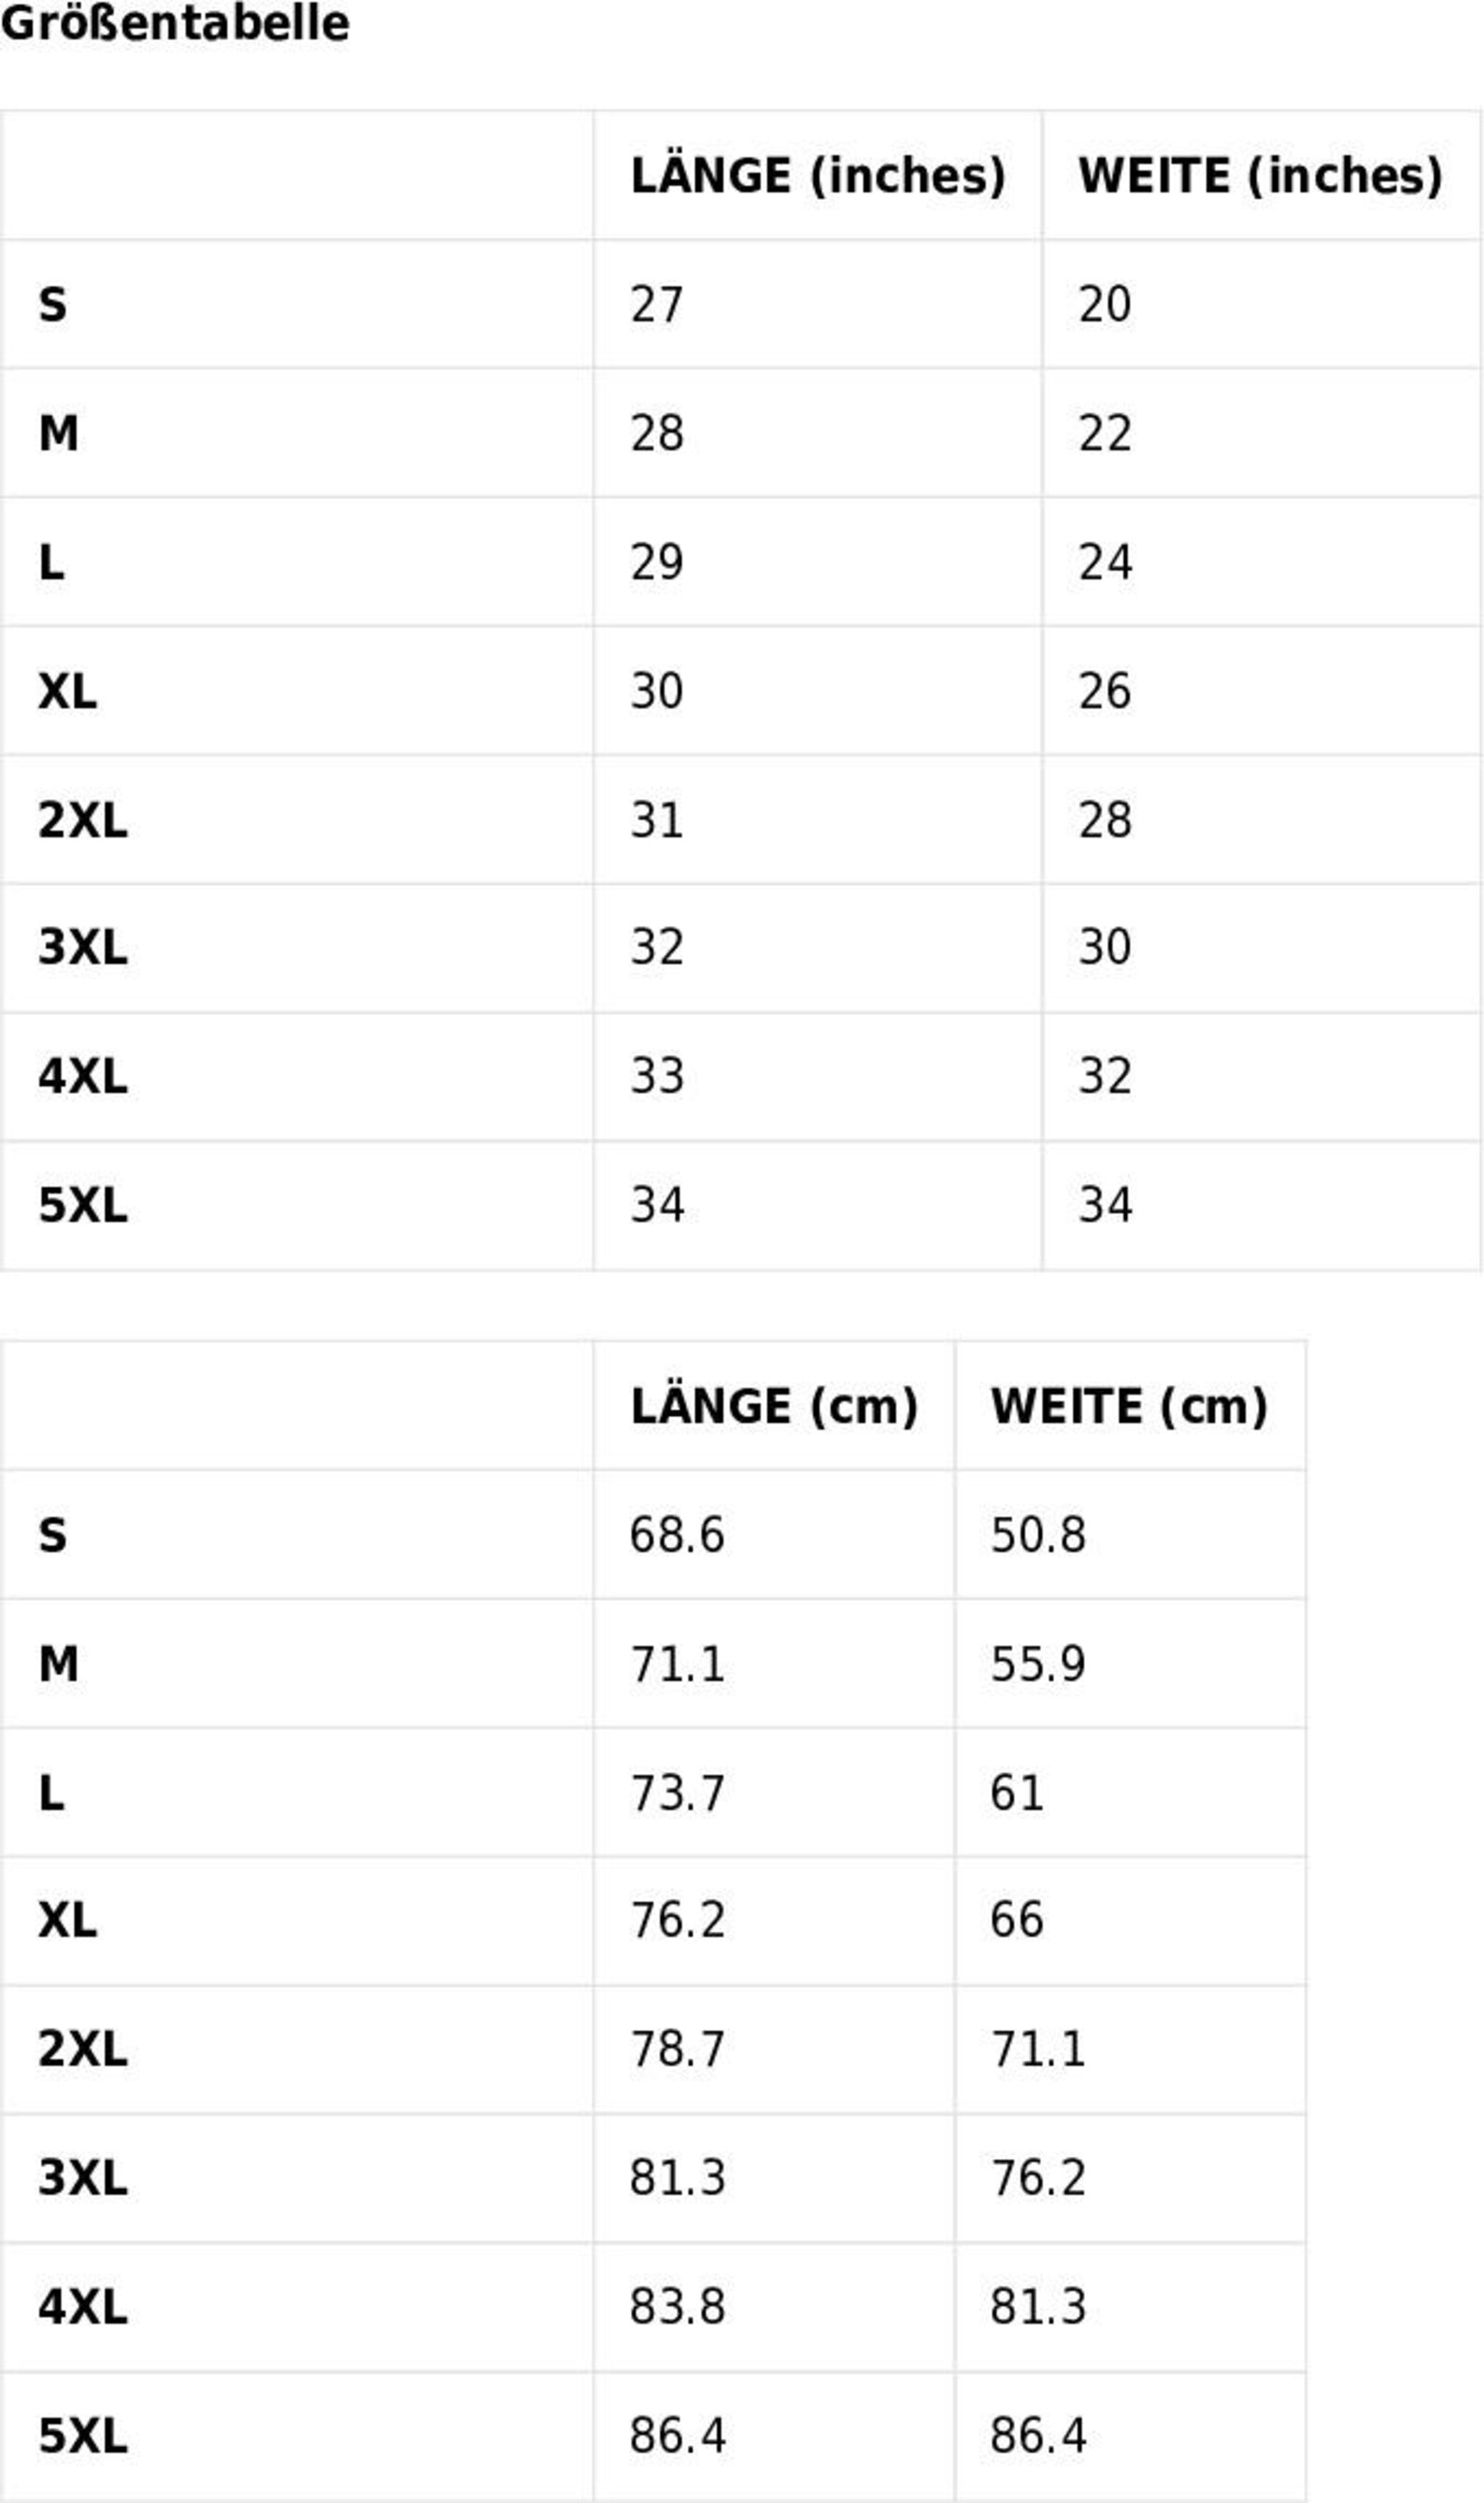 Größentabelle
LÄNGE (inches) WEITE (inches)
S 27 20
M 28 22
L 29 24
XL 30 26
2XL 31 28
3XL 32 30
4XL 33 32
5XL 34 34
LÄNGE (cm) WEITE (cm)
S 68.6 50.8
M 71.1 55.9
L 73.7 61
XL 76.2 66
2XL 78.7 71.1
3XL 81.3 76.2
4XL 83.8 81.3
5XL 86.4 86.4